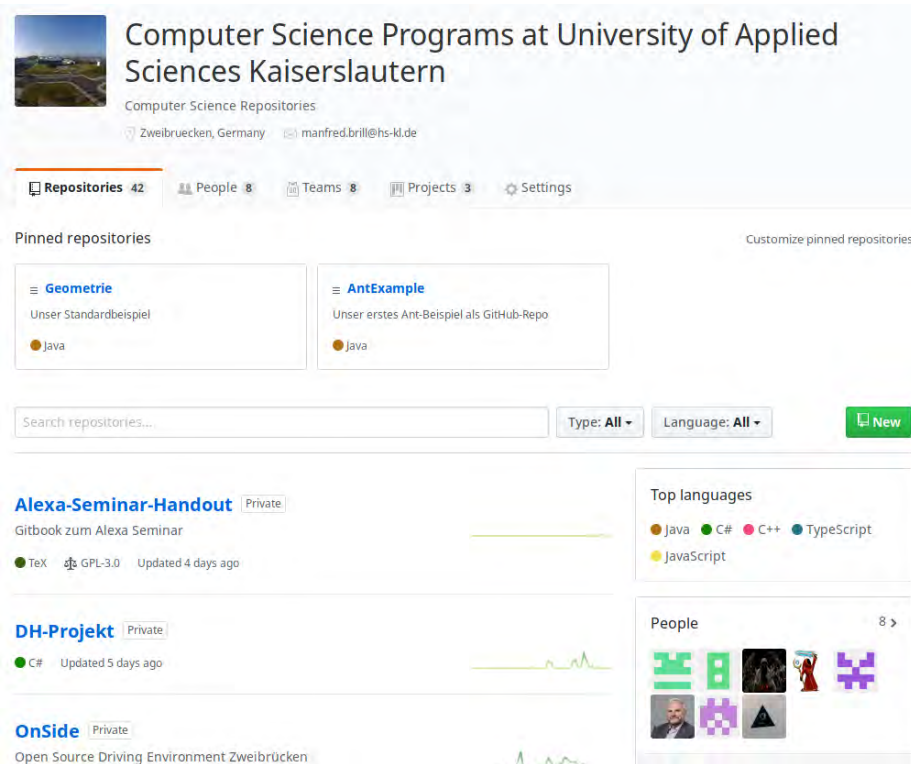 Computer Science Programs at University of Applied
Sciences Kaiserslautern
Computer Science Repositories
Zweibruecken, Germany manfred.brill@hs-kl.de
Repositories 42 People 8 Teams 8 Projects 3 Settings
Pinned repositories Customize pinned repositories
Geometrie AntExample
Unser Standardbeispiel Unser erstes Ant-Beispiel als GitHub-Repo
Java Java
Search repositories... Type: All Language: All New
Alexa-Seminar-Handout Private
Gitbook zum Alexa Seminar
TeX GPL-3.0 Updated 4 days ago
DH-Projekt Private
C# Updated 5 days ago
OnSide Private
Open Source Driving Environment Zweibrücken
Top languages
Java C# C++ TypeScript
JavaScript
People 8